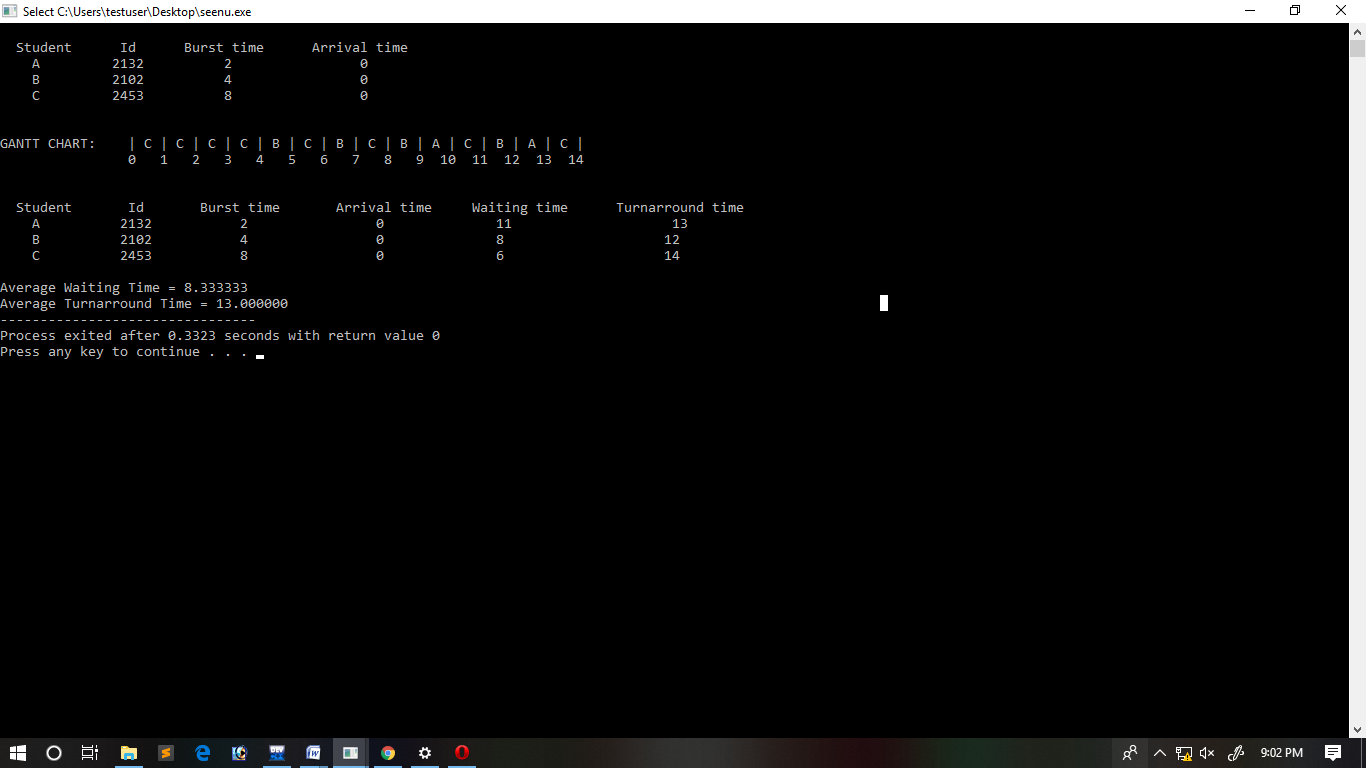 Select C:\Users\testuser\Desktop\seenu.exe
Student Id Burst time Arrival time
A 2132 2 0
B 2102 4 0
C 2453 8 0
GANTT CHART: | C | C | C | C | B | C | B | C | B | A | C | B | A | C |
0 1 2 3 4 5 6 7 8 9 10 11 12 13 14
Student Id Burst time Arrival time Waiting time Turnarround time
A 2132 2 0 11 13
B 2102 4 0 8 12
C 2453 8 0 6 14
Average Waiting Time = 8.333333
Average Turnarround Time = 13.000000
--------------------------------
Process exited after 0.3323 seconds with return value 0
Press any key to continue . . .
9:02 PM